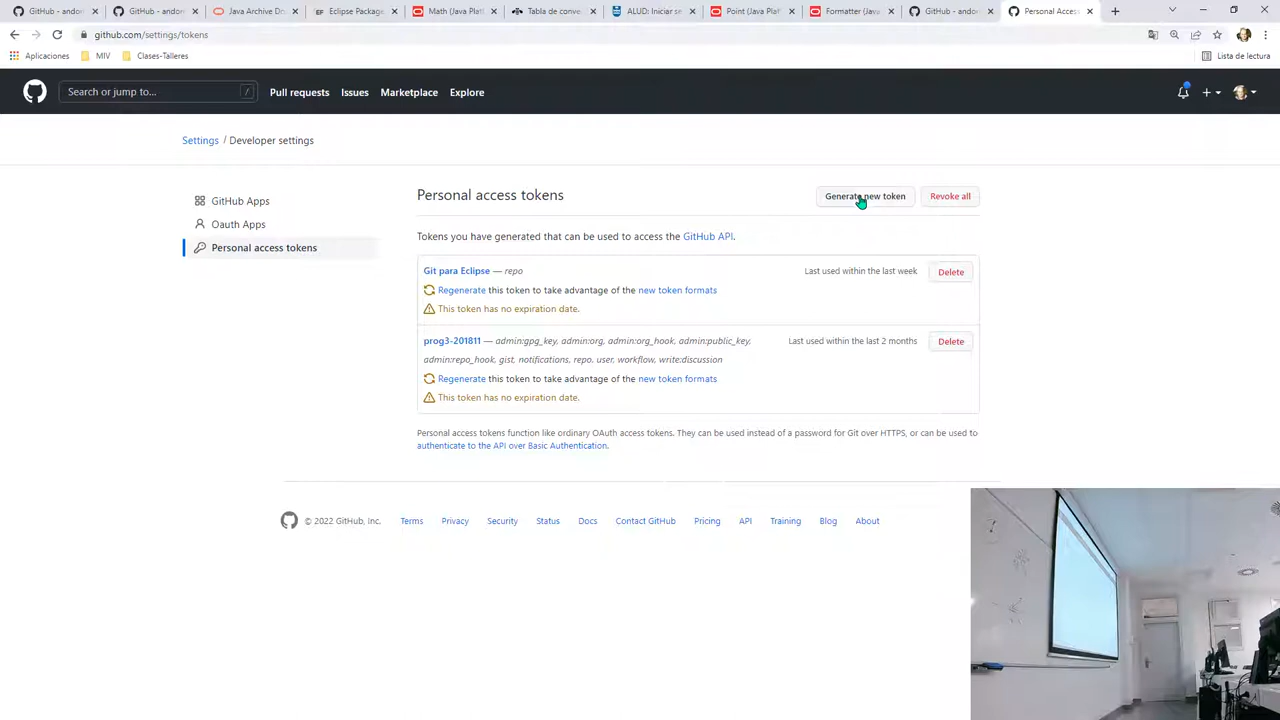 GitHub - andor
GitHub - andor
Java Archive Do
Eclipse Package
Math (Java Platf
Tabla de conve
ALUD: Iniciar se
Point (Java Platf
Formatter (Java
GitHub - andor
Personal Acces
github.com/settings/tokens
Aplicaciones
MIV
Clases-Talleres
Lista de lectura
Search or jump to...
/
Pull requests
Issues
Marketplace
Explore
Settings / Developer settings
GitHub Apps
Oauth Apps
Personal access tokens
Personal access tokens
Generate new token
Revoke all
Tokens you have generated that can be used to access the GitHub API.
Git para Eclipse — repo
Last used within the last week
Delete
Regenerate this token to take advantage of the new token formats
This token has no expiration date.
prog3-201811 — admin:gpg_key, admin:org, admin:org_hook, admin:public_key,
admin:repo_hook, gist, notifications, repo, user, workflow, write:discussion
Last used within the last 2 months
Delete
Regenerate this token to take advantage of the new token formats
This token has no expiration date.
Personal access tokens function like ordinary OAuth access tokens. They can be used instead of a password for Git over HTTPS, or can be used to
authenticate to the API over Basic Authentication.
© 2022 GitHub, Inc.
Terms
Privacy
Security
Status
Docs
Contact GitHub
Pricing
API
Training
Blog
About